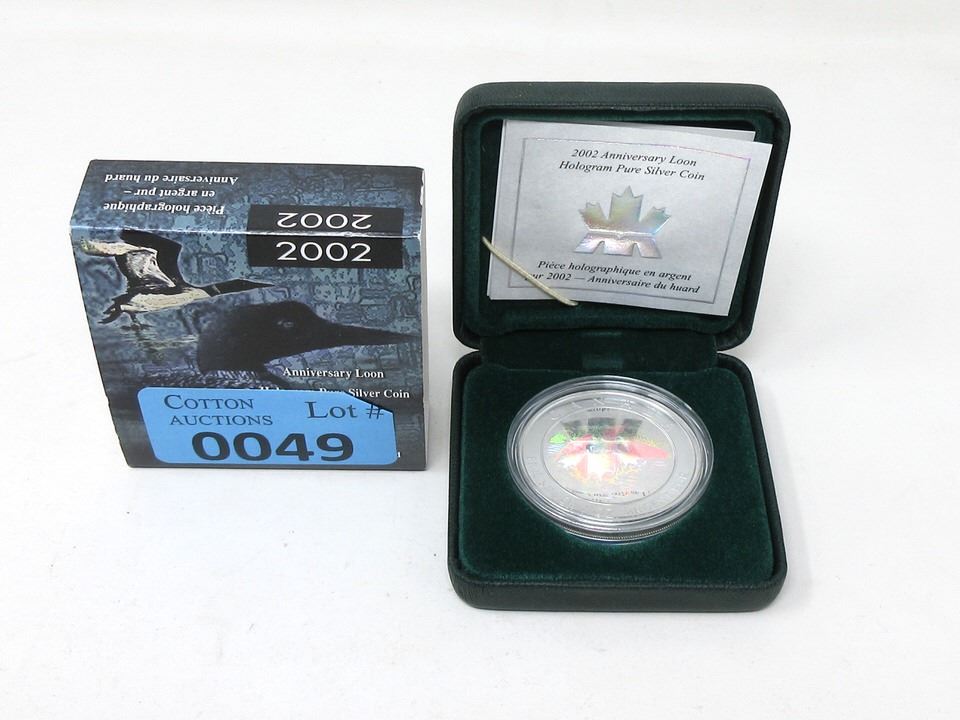 Pièce holographique
en argent pur –
Anniversaire du huard
2002
2002
Anniversary Loon
Pure Silver Coin
COTTON
AUCTIONS
Lot #
0049
2002 Anniversary Loon
Hologram Pure Silver Coin
Pièce holographique en argent
ur 2002 — Anniversaire du huard